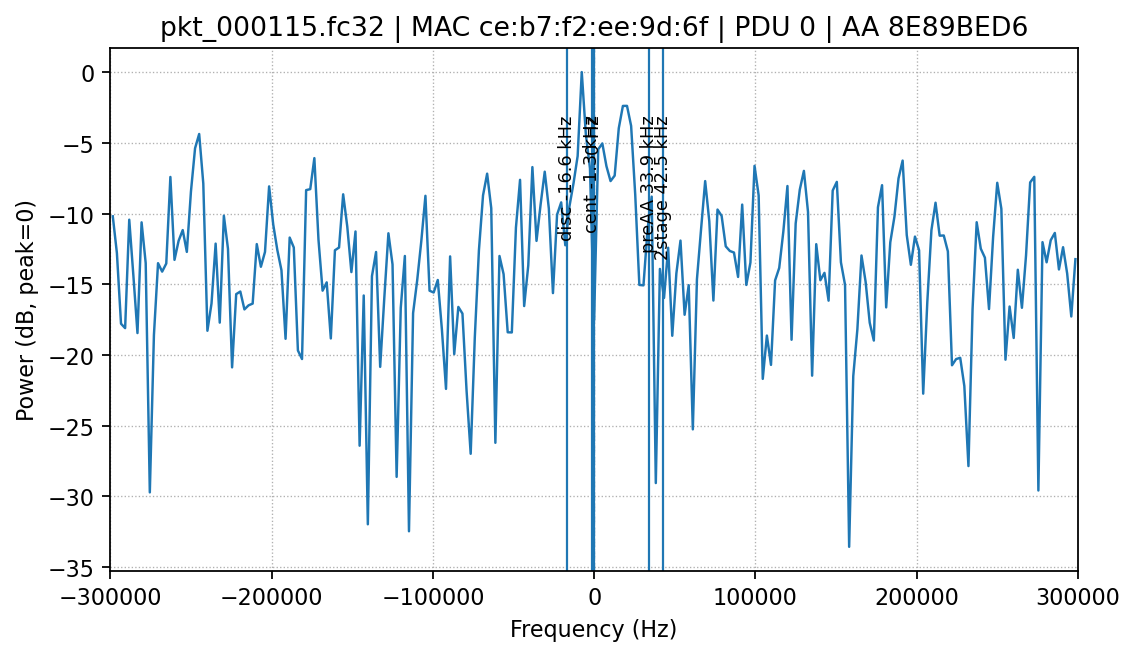 pkt_000115.fc32 | MAC ce:b7:f2:ee:9d:6f | PDU 0 | AA 8E89BED6
Power (dB, peak=0)
0
−5
−10
−15
−20
−25
−30
−35
disc -16.6 kHz
cent
preAA 33.9 kHz
2stage 42.5 kHz
−300000 −200000 −100000 0 100000 200000 300000
Frequency (Hz)